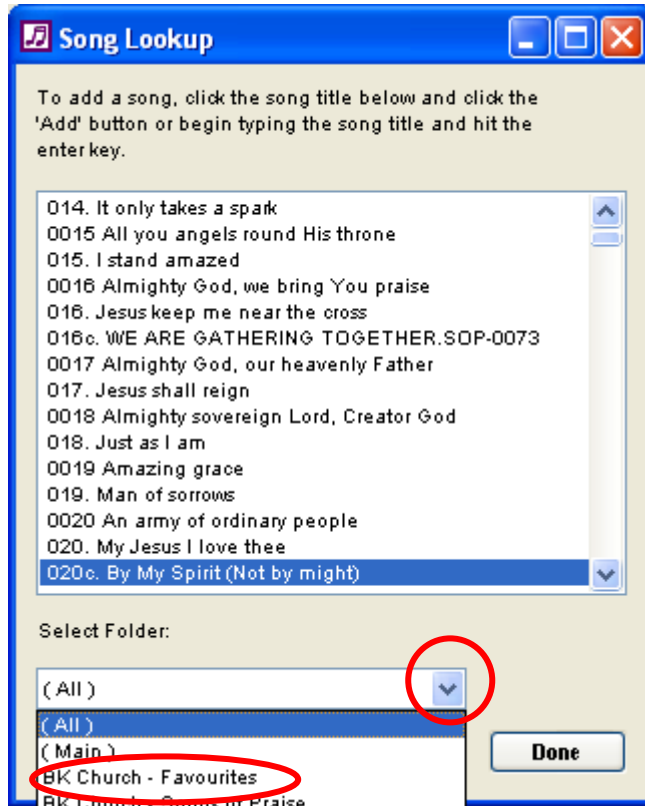 Song Lookup
To add a song, click the song title below and click the
'Add' button or begin typing the song title and hit the
enter key.
014. It only takes a spark
0015 All you angels round His throne
015. I stand amazed
0016 Almighty God, we bring You praise
016. Jesus keep me near the cross
016c. WE ARE GATHERING TOGETHER.SOP-0073
0017 Almighty God, our heavenly Father
017. Jesus shall reign
0018 Almighty sovereign Lord, Creator God
018. Just as I am
0019 Amazing grace
019. Man of sorrows
0020 An army of ordinary people
020. My Jesus I love thee
020c. By My Spirit (Not by might)
Select Folder:
( All )
( All )
( Main )
Done
BK Church - Favourites
BK Church - Songs of Praise